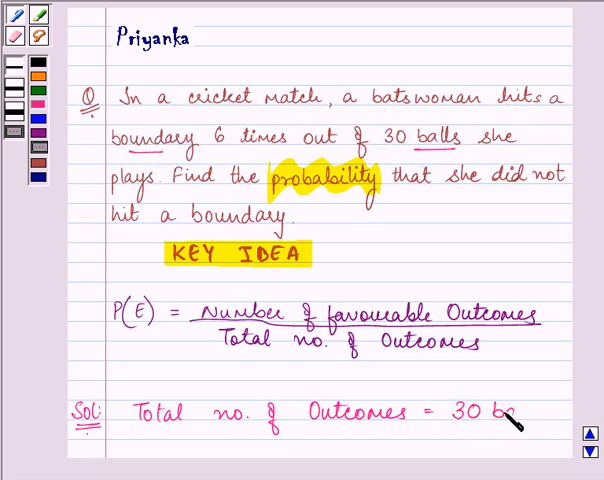 Priyanka
Q In a cricket match, a batswoman hits a
boundary 6 times out of 30 balls she
plays. Find the probability that she did not
hit a boundary.
KEY IDEA
P(E) = Number of favourable Outcomes
Total no. of Outcomes
Sol: Total no. of Outcomes = 30 ba